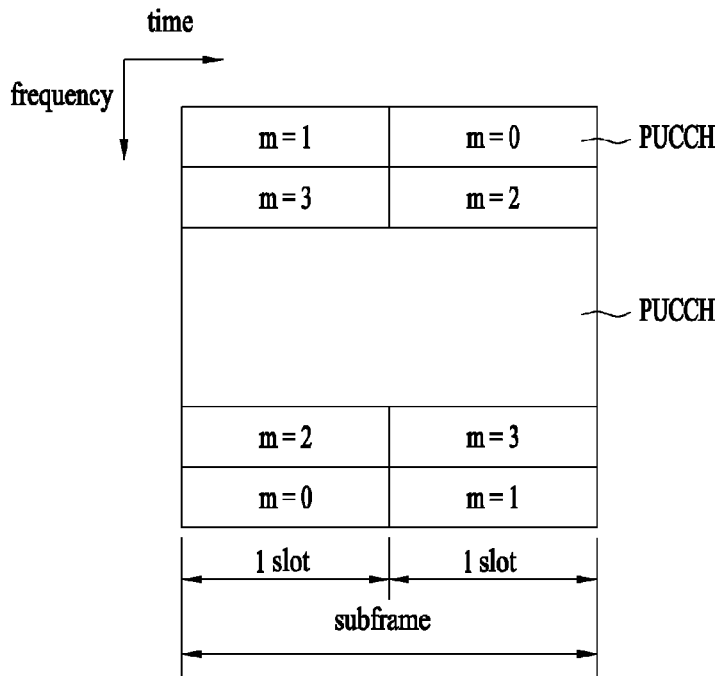 time
frequency
m = 1 m = 0 PUCCH
m = 3 m = 2
PUCCH
m = 2 m = 3
m = 0 m = 1
1 slot 1 slot
subframe